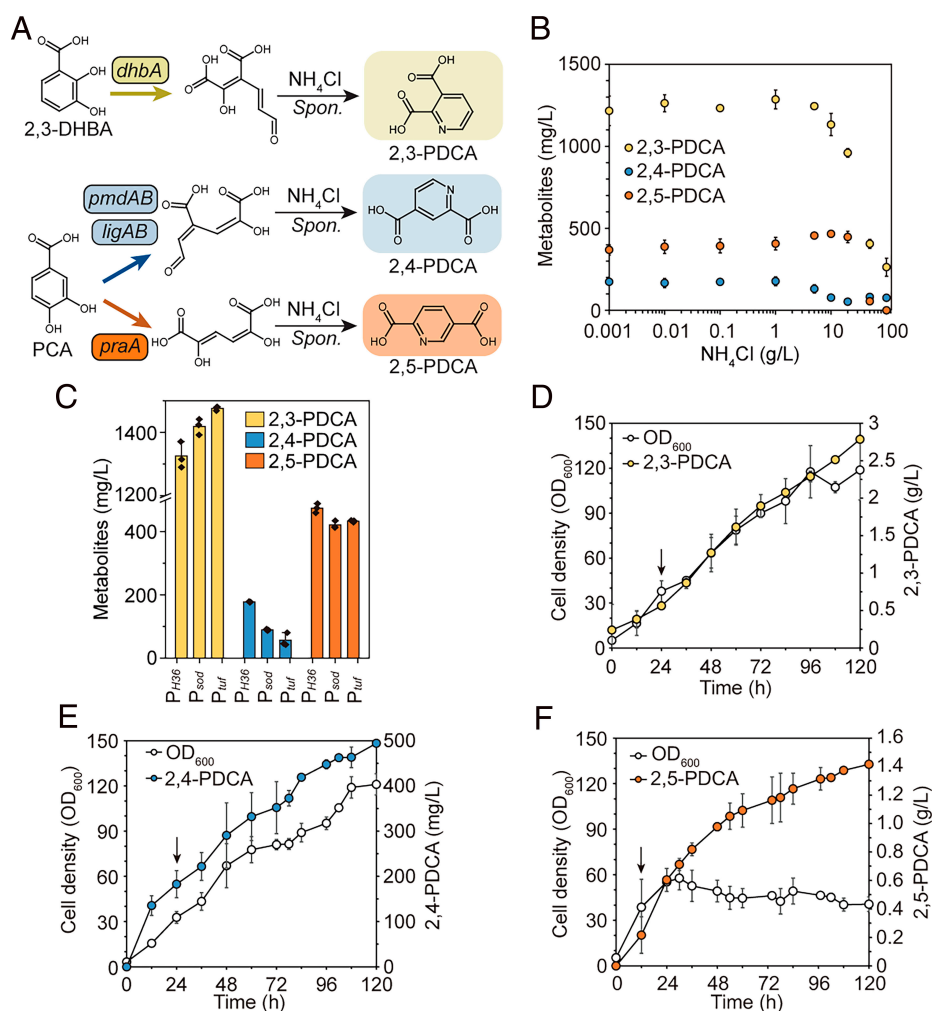 A
2,3-DHBA
dhbA
NH4Cl
Spon.
2,3-PDCA
pmdAB
ligAB
NH4Cl
Spon.
2,4-PDCA
PCA
praA
NH4Cl
Spon.
2,5-PDCA
B
Metabolites (mg/L)
1500
1000
500
0
2,3-PDCA
2,4-PDCA
2,5-PDCA
0.001
0.01
0.1
1
10
100
NH4Cl (g/L)
C
Metabolites (mg/L)
1400
1200
400
200
0
2,3-PDCA
2,4-PDCA
2,5-PDCA
PH36
Psod
Ptuf
PH36
Psod
Ptuf
PH36
Psod
Ptuf
D
Cell density (OD600)
150
120
90
60
30
0
OD600
2,3-PDCA
3
2.5
2
1.5
1
0.5
0
2,3-PDCA (g/L)
0 24 48 72 96 120
Time (h)
E
Cell density (OD600)
150
120
90
60
30
0
OD600
2,4-PDCA
500
400
300
200
100
0
2,4-PDCA (mg/L)
0 24 48 72 96 120
Time (h)
F
Cell density (OD600)
150
120
90
60
30
0
OD600
2,5-PDCA
1.6
1.4
1.2
1
0.8
0.6
0.4
0.2
0
2,5-PDCA (g/L)
0 24 48 72 96 120
Time (h)